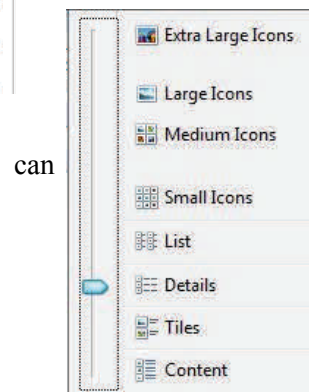 Extra Large Icons
Large Icons
Medium Icons
can
Small Icons
List
Details
Tiles
Content